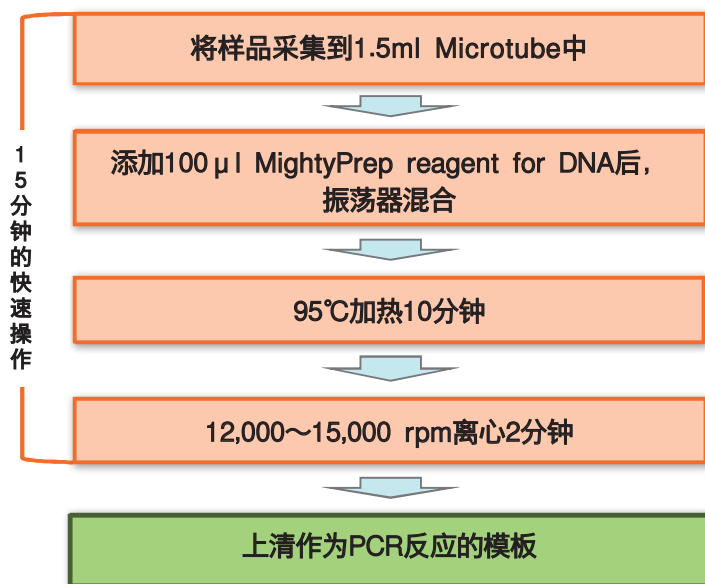 将样品采集到1.5ml Microtube中
添加100μl MightyPrep reagent for DNA后，
振荡器混合
95℃加热10分钟
12,000～15,000 rpm离心2分钟
上清作为PCR反应的模板
15分钟的快速操作